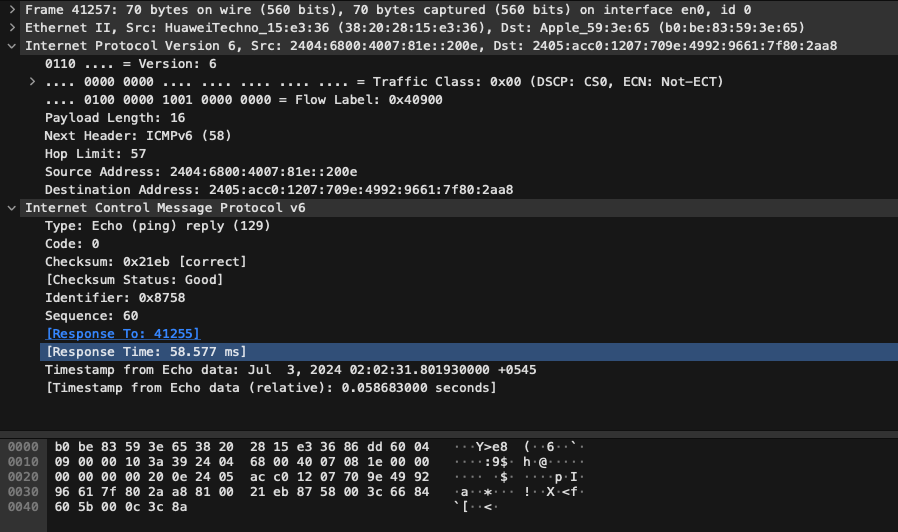 Frame 41257: 70 bytes on wire (560 bits), 70 bytes captured (560 bits) on interface en0, id 0
Ethernet II, Src: HuaweiTechno_15:e3:36 (38:20:28:15:e3:36), Dst: Apple_59:3e:65 (b0:be:83:59:3e:65)
Internet Protocol Version 6, Src: 2404:6800:4007:81e::200e, Dst: 2405:acc0:1207:709e:4992:9661:7f80:2aa8
0110 .... = Version: 6
.... 0000 0000 .... .... .... .... .... = Traffic Class: 0x00 (DSCP: CS0, ECN: Not-ECT)
.... 0100 0000 1001 0000 0000 = Flow Label: 0x40900
Payload Length: 16
Next Header: ICMPv6 (58)
Hop Limit: 57
Source Address: 2404:6800:4007:81e::200e
Destination Address: 2405:acc0:1207:709e:4992:9661:7f80:2aa8
Internet Control Message Protocol v6
Type: Echo (ping) reply (129)
Code: 0
Checksum: 0x21eb [correct]
[Checksum Status: Good]
Identifier: 0x8758
Sequence: 60
[Response To: 41255]
[Response Time: 58.577 ms]
Timestamp from Echo data: Jul  3, 2024 02:02:31.801930000 +0545
[Timestamp from Echo data (relative): 0.058683000 seconds]
0000 b0 be 83 59 3e 65 38 20 28 15 e3 36 86 dd 60 04 ···Y>e8 (··6··`·
0010 09 00 00 10 3a 39 24 04 68 00 40 07 08 1e 00 00 ····:9$· h·@·····
0020 00 00 00 00 20 0e 24 05 ac c0 12 07 70 9e 49 92 ···· ·$· ····p·I·
0030 96 61 7f 80 2a a8 81 00 21 eb 87 58 00 3c 66 84 ·a··*··· !··X·<f·
0040 60 5b 00 0c 3c 8a `[··<·